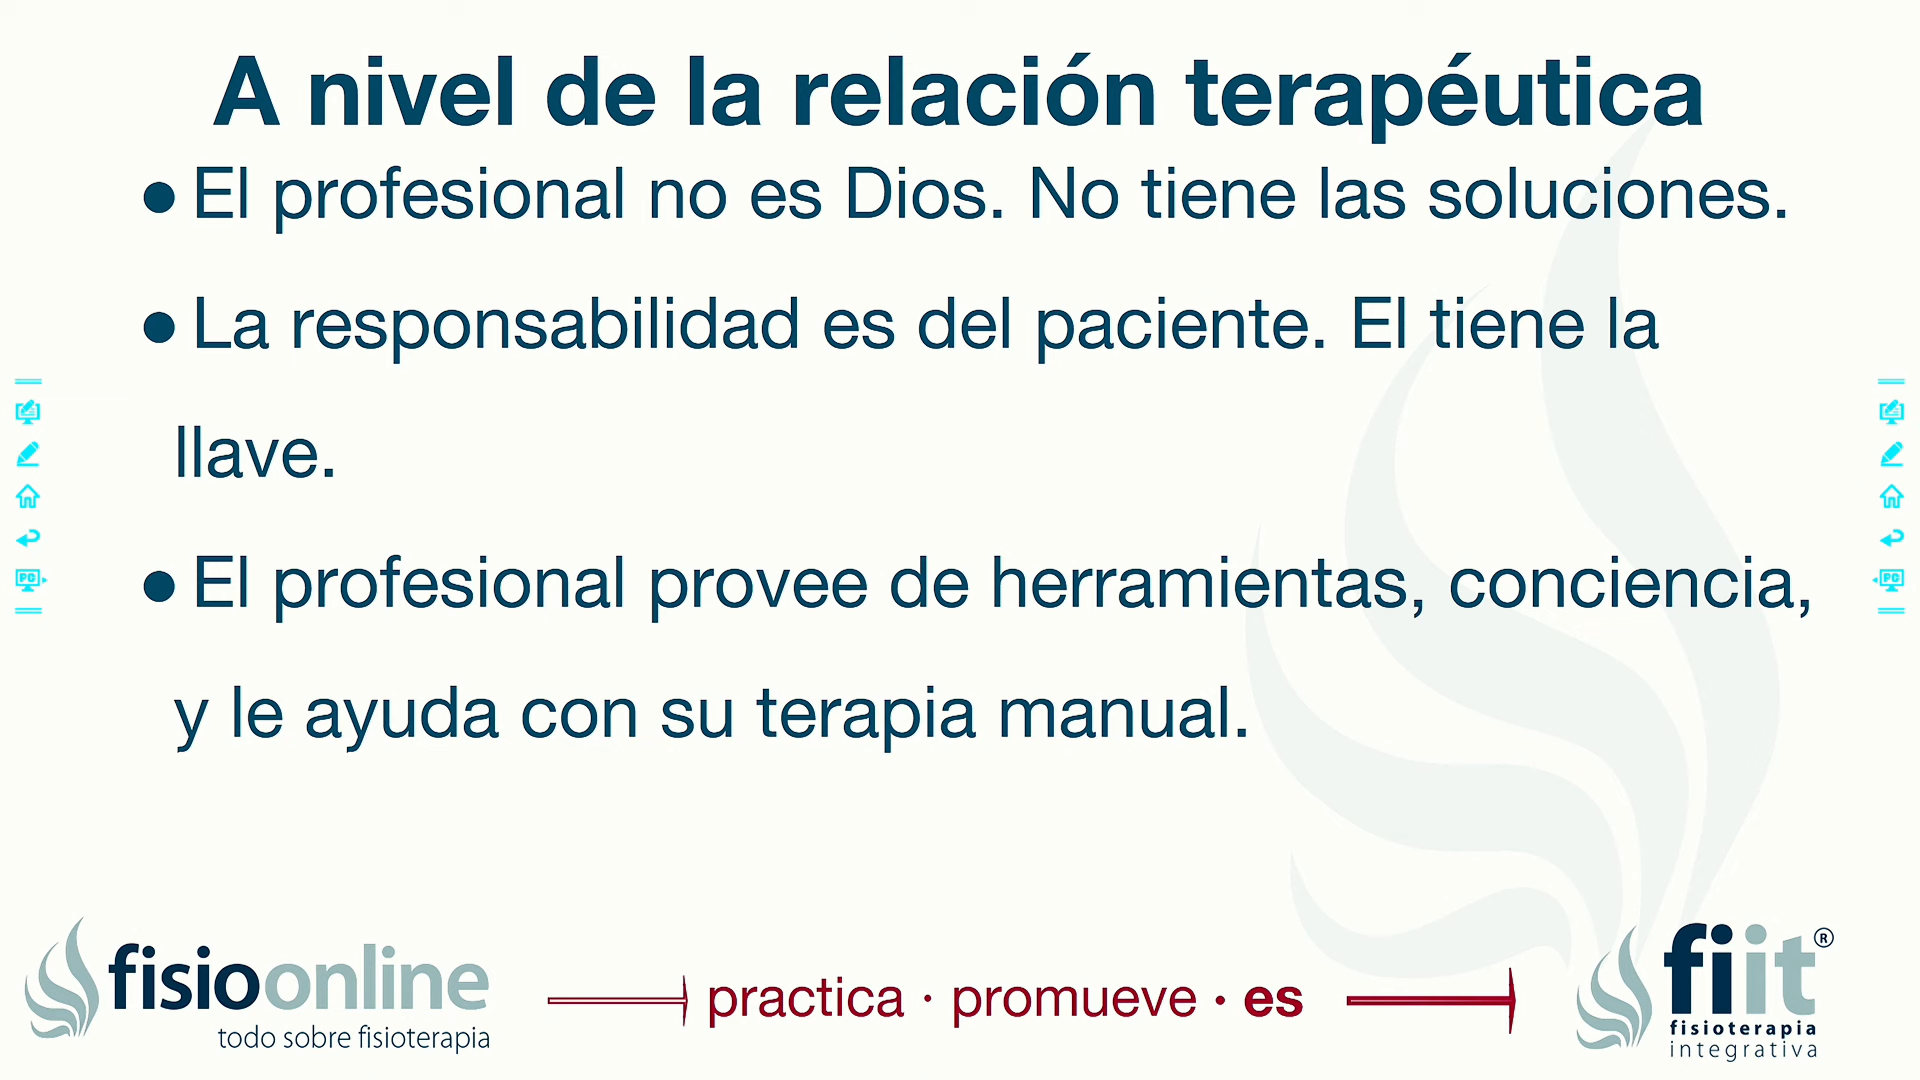 A nivel de la relación terapéutica
● El profesional no es Dios. No tiene las soluciones.
● La responsabilidad es del paciente. El tiene la
llave.
● El profesional provee de herramientas, conciencia,
y le ayuda con su terapia manual.
fisioonline
todo sobre fisioterapia
practica · promueve · es
fiit®
fisioterapia
integrativa
PG
PG